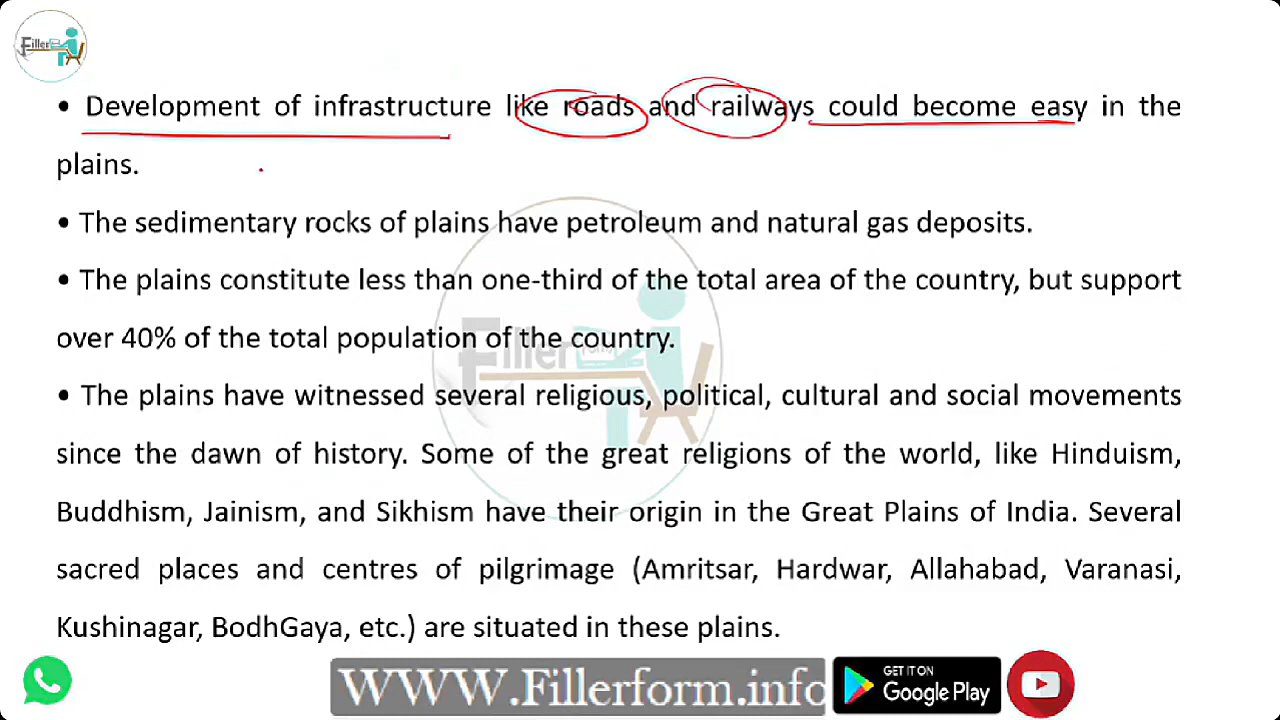 Filler
• Development of infrastructure like roads and railways could become easy in the
plains.
• The sedimentary rocks of plains have petroleum and natural gas deposits.
• The plains constitute less than one-third of the total area of the country, but support
over 40% of the total population of the country.
• The plains have witnessed several religious, political, cultural and social movements
since the dawn of history. Some of the great religions of the world, like Hinduism,
Buddhism, Jainism, and Sikhism have their origin in the Great Plains of India. Several
sacred places and centres of pilgrimage (Amritsar, Hardwar, Allahabad, Varanasi,
Kushinagar, BodhGaya, etc.) are situated in these plains.
Filler
WWW.Fillerform.info
GET IT ON
Google Play